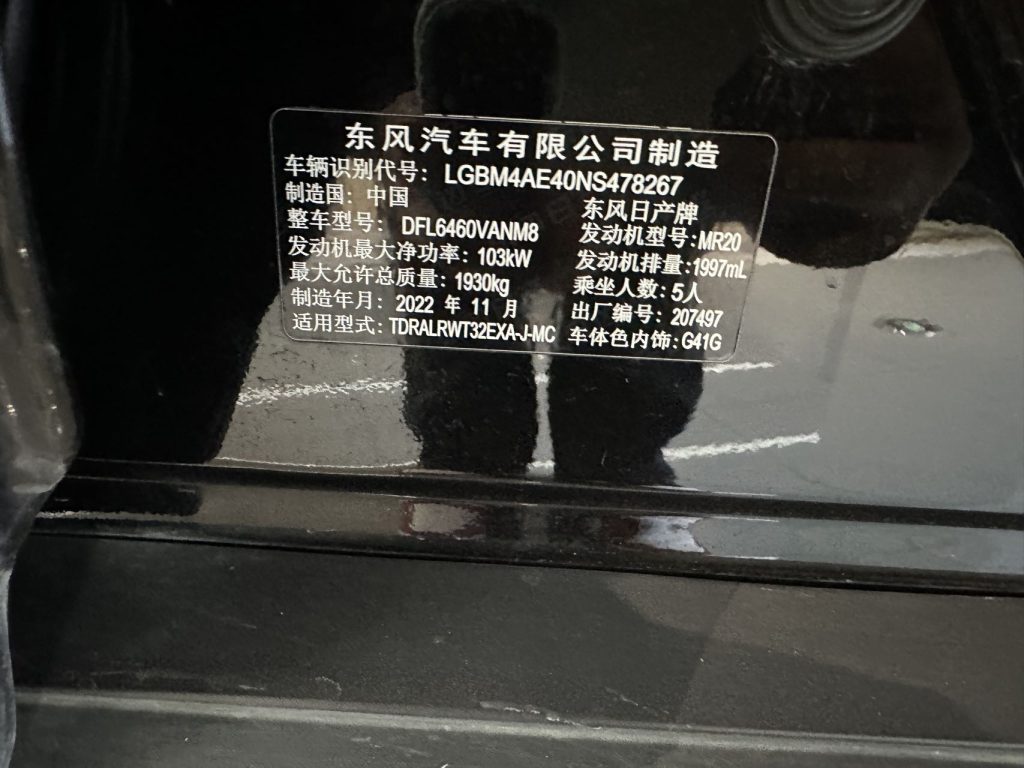 东风汽车有限公司制造
车辆识别代号: LGBM4AE40NS478267
制造国: 中国 东风日产牌
整车型号: DFL6460VANM8 发动机型号:MR20
发动机最大净功率: 103kW 发动机排量:1997mL
最大允许总质量: 1930kg 乘坐人数: 5人
制造年月: 2022 年 11 月 出厂编号: 207497
适用型式: TDRALRWT32EXA-J-MC 车体色内饰: G41G